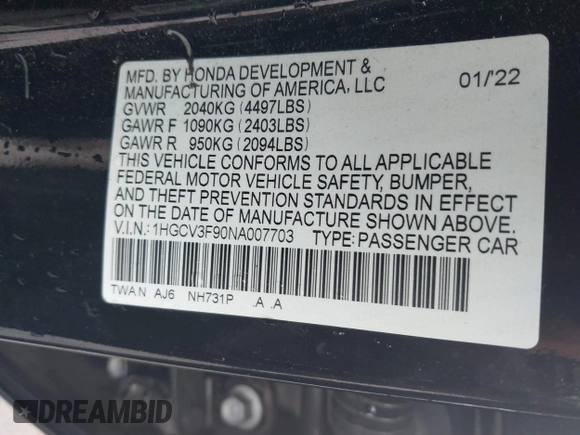 MFD. BY HONDA DEVELOPMENT &
MANUFACTURING OF AMERICA, LLC 01/'22
GVWR 2040KG (4497LBS)
GAWR F 1090KG (2403LBS)
GAWR R 950KG (2094LBS)
THIS VEHICLE CONFORMS TO ALL APPLICABLE
FEDERAL MOTOR VEHICLE SAFETY, BUMPER,
AND THEFT PREVENTION STANDARDS IN EFFECT
ON THE DATE OF MANUFACTURE SHOWN ABOVE.
V.I.N.: 1HGCV3F90NA007703 TYPE: PASSENGER CAR
TWAN AJ6 NH731P .A .A
DREAMBID